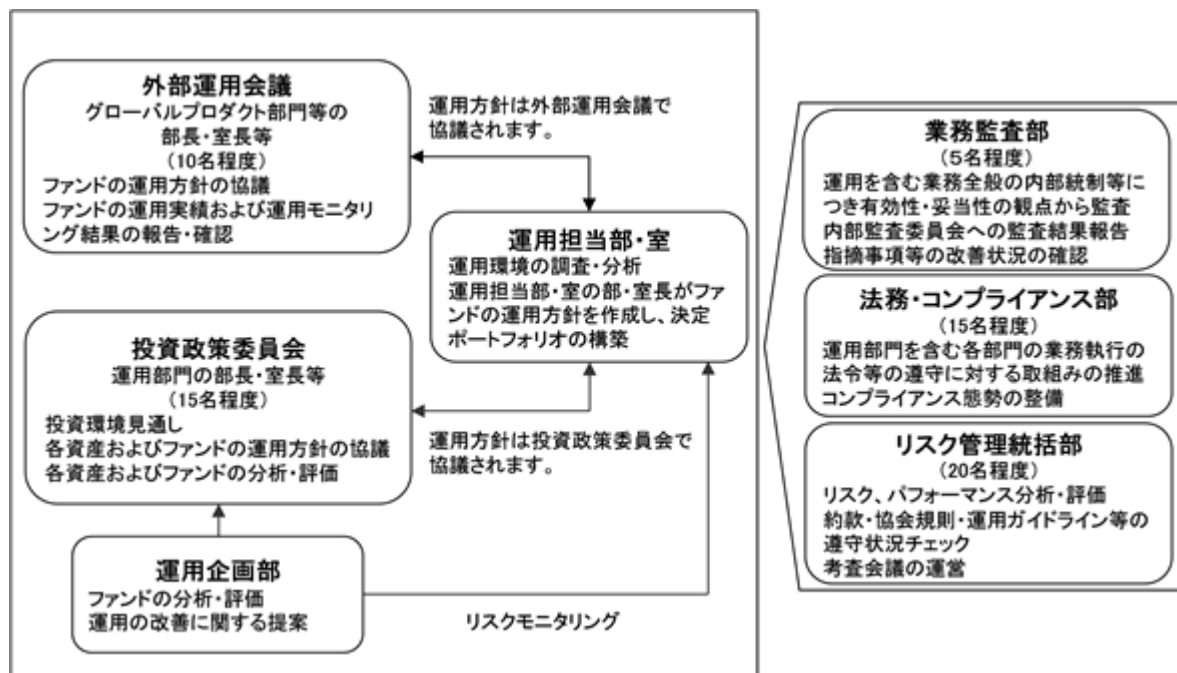 外部運用会議
グローバルプロダクト部門等の
部長・室長等
(10名程度)
ファンドの運用方針の協議
ファンドの運用実績および運用モニタリ
ング結果の報告・確認
運用方針は外部運用会議で
協議されます。
運用担当部・室
運用環境の調査・分析
運用担当部・室の部・室長がファ
ンドの運用方針を作成し、決定
ポートフォリオの構築
投資政策委員会
運用部門の部長・室長等
(15名程度)
投資環境見通し
各資産およびファンドの運用方針の協議
各資産およびファンドの分析・評価
運用方針は投資政策委員会で
協議されます。
運用企画部
ファンドの分析・評価
運用の改善に関する提案
リスクモニタリング
業務監査部
(5名程度)
運用を含む業務全般の内部統制等に
つき有効性・妥当性の観点から監査
内部監査委員会への監査結果報告
指摘事項等の改善状況の確認
法務・コンプライアンス部
(15名程度)
運用部門を含む各部門の業務執行の
法令等の遵守に対する取組みの推進
コンプライアンス態勢の整備
リスク管理統括部
(20名程度)
リスク、パフォーマンス分析・評価
約款・協会規則・運用ガイドライン等の
遵守状況チェック
考査会議の運営